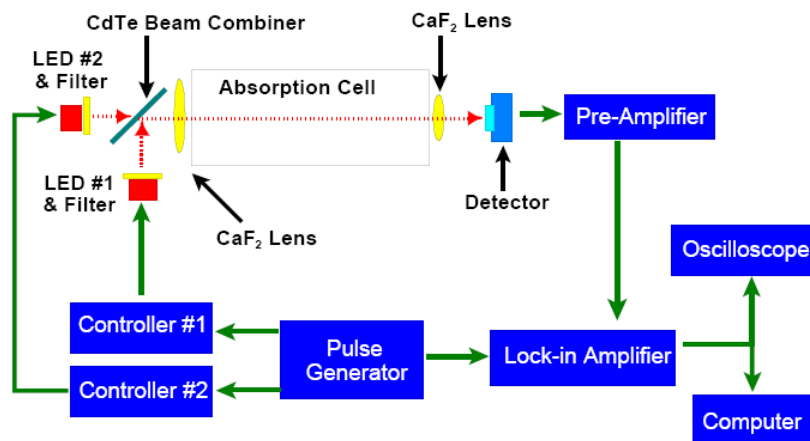 CdTe Beam Combiner
CaF₂ Lens
LED #2
& Filter
Absorption Cell
Pre-Amplifier
LED #1
& Filter
Detector
CaF₂ Lens
Oscilloscope
Controller #1
Pulse
Generator
Lock-in Amplifier
Controller #2
Computer